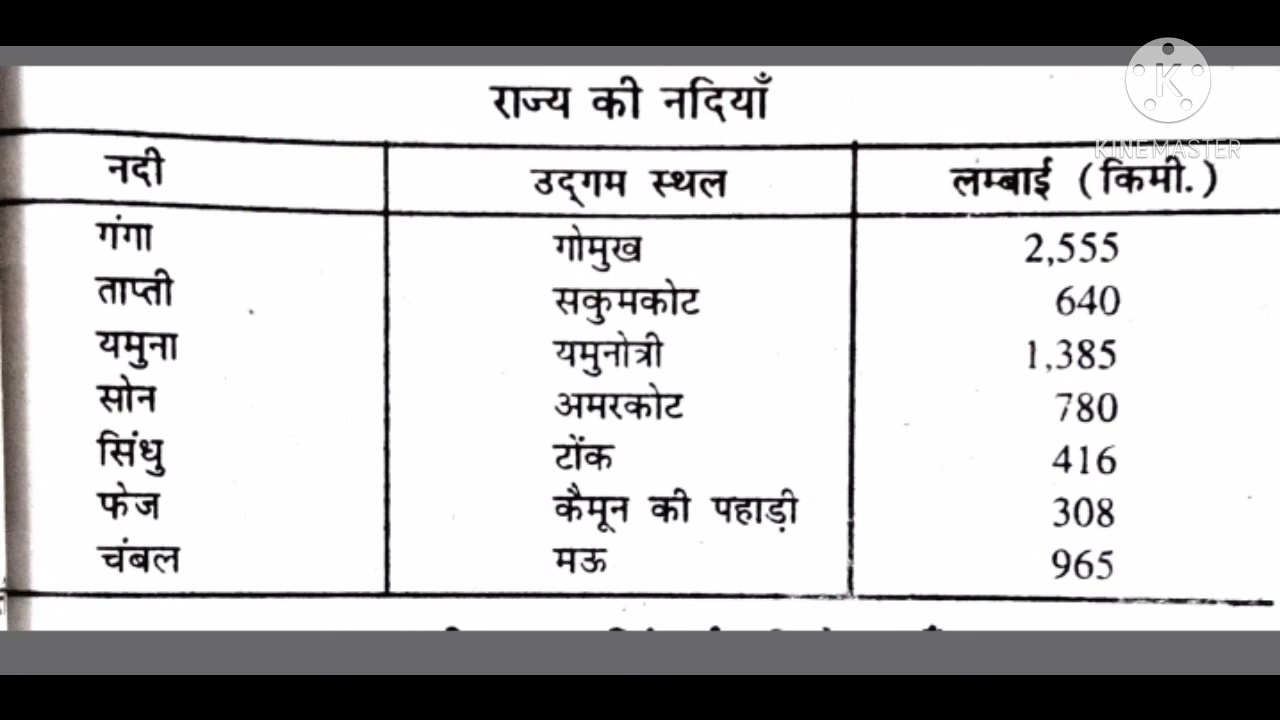 राज्य की नदियाँ
KINEMASTER
नदी उद्गम स्थल लम्बाई (किमी.)
गंगा गोमुख 2,555
ताप्ती सकुमकोट 640
यमुना यमुनोत्री 1,385
सोन अमरकोट 780
सिंधु टोंक 416
फेज कैमून की पहाड़ी 308
चंबल मऊ 965